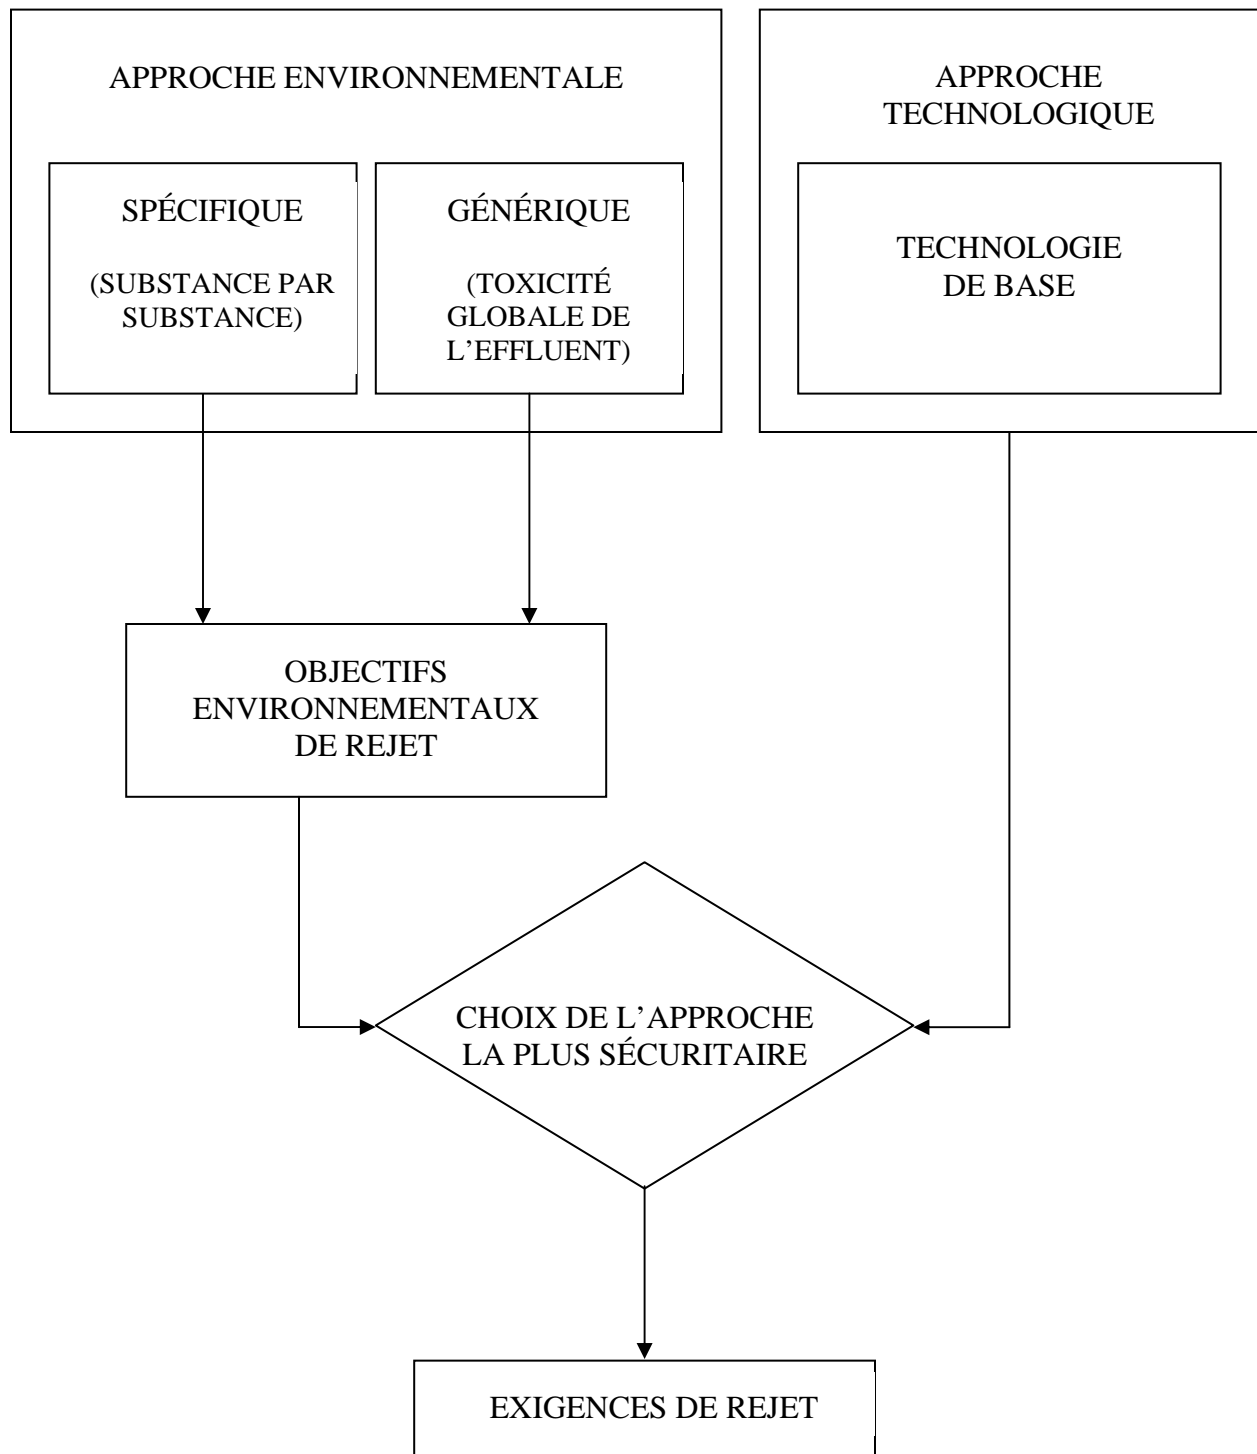 APPROCHE ENVIRONNEMENTALE
SPÉCIFIQUE
(SUBSTANCE PAR
SUBSTANCE)
GÉNÉRIQUE
(TOXICITÉ
GLOBALE DE
L’EFFLUENT)
APPROCHE
TECHNOLOGIQUE
TECHNOLOGIE
DE BASE
OBJECTIFS
ENVIRONNEMENTAUX
DE REJET
CHOIX DE L’APPROCHE
LA PLUS SÉCURITAIRE
EXIGENCES DE REJET